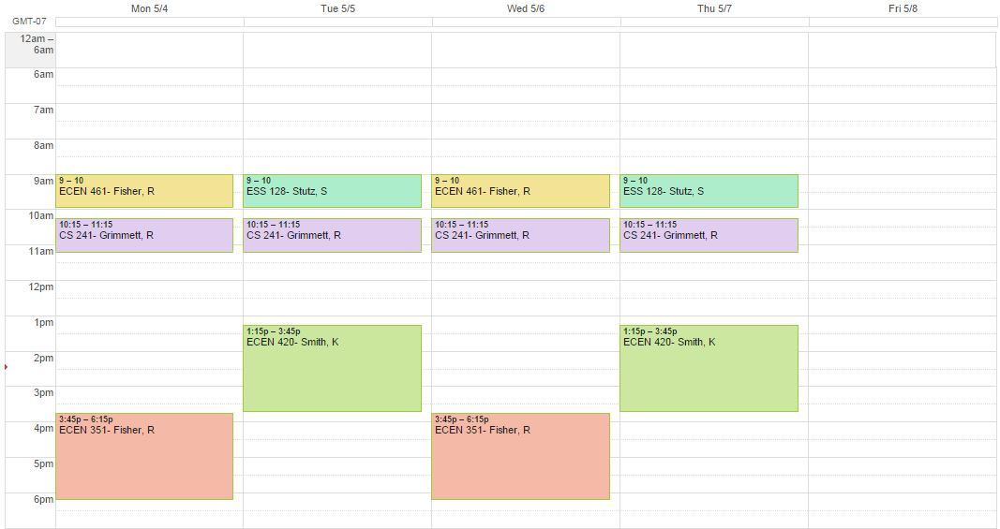 Mon 5/4
Tue 5/5
Wed 5/6
Thu 5/7
Fri 5/8
GMT-07
12am –
6am
6am
7am
8am
9am
9 – 10
ECEN 461- Fisher, R
9 – 10
ESS 128- Stutz, S
9 – 10
ECEN 461- Fisher, R
9 – 10
ESS 128- Stutz, S
10am
10:15 – 11:15
CS 241- Grimmett, R
10:15 – 11:15
CS 241- Grimmett, R
10:15 – 11:15
CS 241- Grimmett, R
10:15 – 11:15
CS 241- Grimmett, R
11am
12pm
1pm
1:15p – 3:45p
ECEN 420- Smith, K
1:15p – 3:45p
ECEN 420- Smith, K
2pm
3pm
3:45p – 6:15p
ECEN 351- Fisher, R
3:45p – 6:15p
ECEN 351- Fisher, R
4pm
5pm
6pm